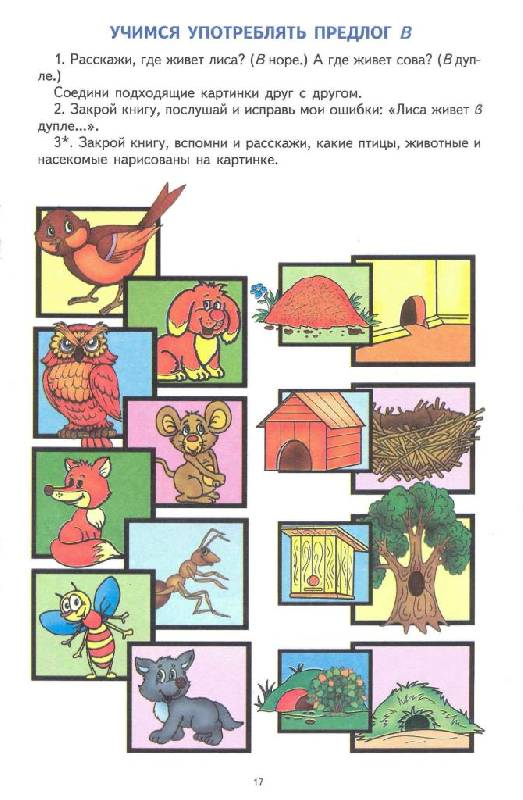 УЧИМСЯ УПОТРЕБЛЯТЬ ПРЕДЛОГ В
1. Расскажи, где живет лиса? (В норе.) А где живет сова? (В дуп-
ле.)
Соедини подходящие картинки друг с другом.
2. Закрой книгу, послушай и исправь мои ошибки: «Лиса живет в
дупле...».
3*. Закрой книгу, вспомни и расскажи, какие птицы, животные и
насекомые нарисованы на картинке.
17